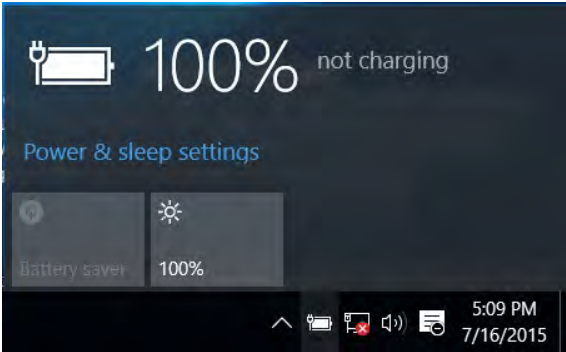 100% not charging
Power & sleep settings
Battery saver
100%
5:09 PM
7/16/2015